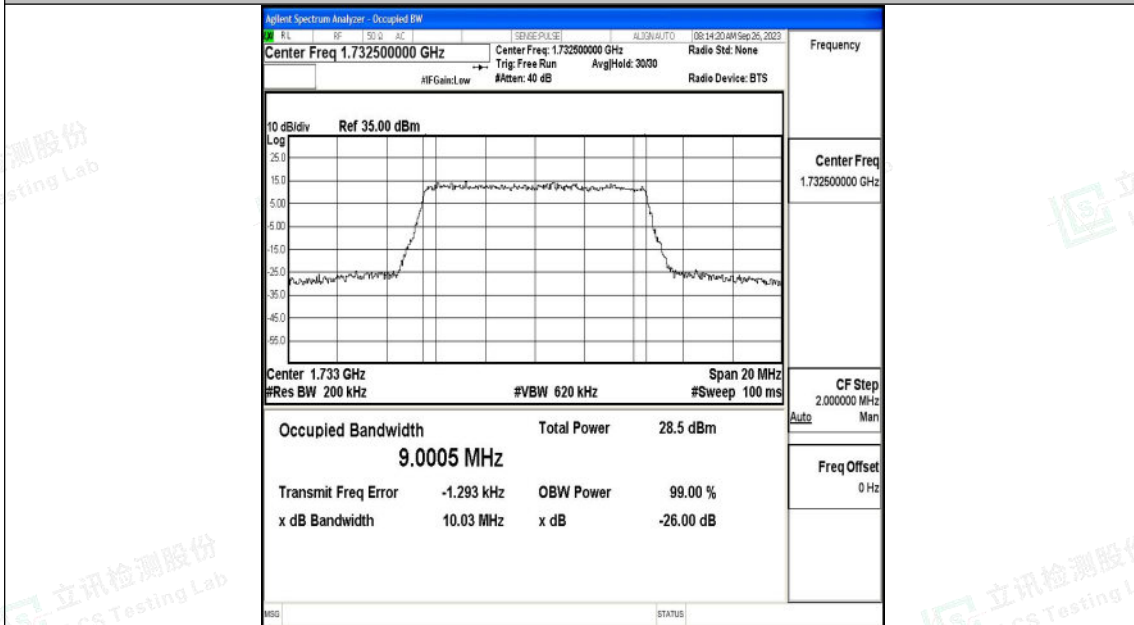 Agilent Spectrum Analyzer - Occupied BW
RL RF 50 Ω AC SENSE:PULSE ALIGNAUTO 08:14:20 AM Sep 26, 2023
Center Freq 1.732500000 GHz
Center Freq: 1.732500000 GHz
Radio Std: None
Trig: Free Run Avg|Hold: 30/30
#IFGain:Low #Atten: 40 dB Radio Device: BTS
10 dB/div Ref 35.00 dBm
Log
25.0
15.0
5.00
-5.00
-15.0
-25.0
-35.0
-45.0
-55.0
Center 1.733 GHz Span 20 MHz
#Res BW 200 kHz #VBW 620 kHz #Sweep 100 ms
Occupied Bandwidth Total Power 28.5 dBm
9.0005 MHz
Transmit Freq Error -1.293 kHz OBW Power 99.00 %
x dB Bandwidth 10.03 MHz x dB -26.00 dB
MSG STATUS
Frequency
Center Freq
1.732500000 GHz
CF Step
2.000000 MHz
Auto Man
Freq Offset
0 Hz
测股份
sting Lab
立讯检测股份
CS Testing Lab
立讯检测股份
CS Testing L